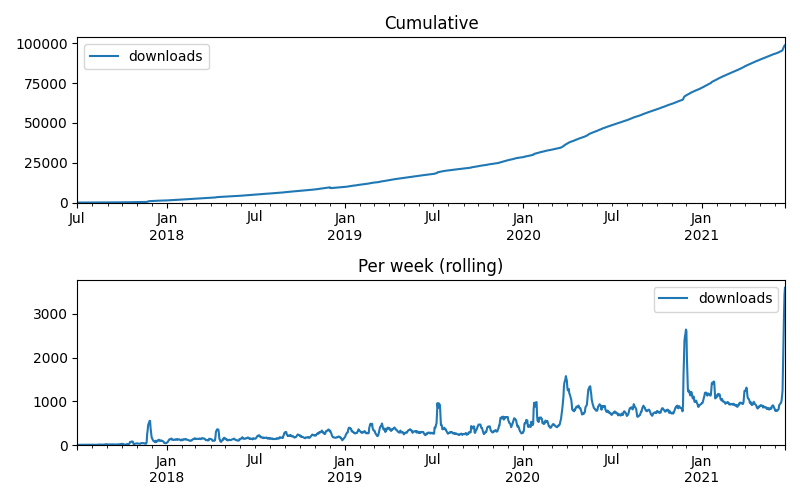 Cumulative
100000
75000
50000
25000
0
downloads
Jul Jan Jul Jan Jul Jan Jul Jan
2018 2019 2020 2021
Per week (rolling)
3000
2000
1000
0
downloads
Jan Jul Jan Jul Jan Jul Jan
2018 2019 2020 2021